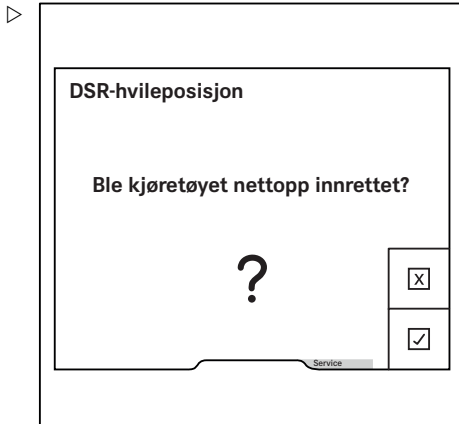 DSR-hvileposisjon
Ble kjøretøyet nettopp innrettet?
?
X
Service